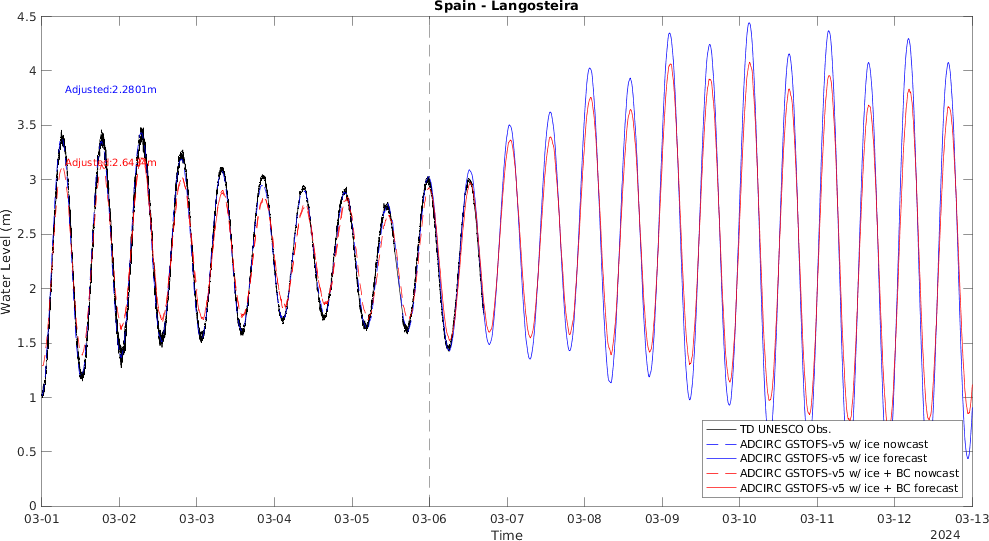 Spain - Langosteira
4.5
4
3.5
3
2.5
2
1.5
1
0.5
0
Water Level (m)
Adjusted:2.2801m
TD UNESCO Obs.
ADCIRC GSTOFS-v5 w/ ice nowcast
ADCIRC GSTOFS-v5 w/ ice forecast
ADCIRC GSTOFS-v5 w/ ice + BC nowcast
ADCIRC GSTOFS-v5 w/ ice + BC forecast
03-01 03-02 03-03 03-04 03-05 03-06 03-07 03-08 03-09 03-10 03-11 03-12 03-13
Time
2024